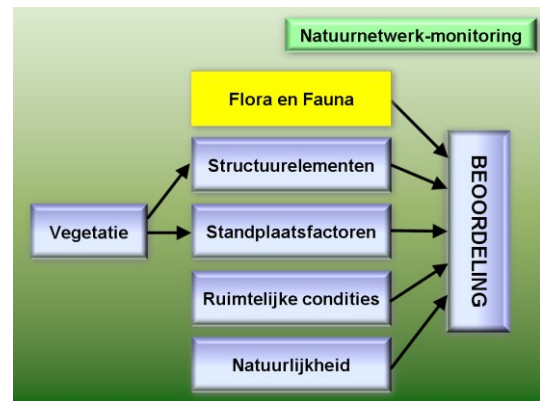 Natuurnetwerk-monitoring
Flora en Fauna
Structuurelementen
Vegetatie
Standplaatsfactoren
BEOORDELING
Ruimtelijke condities
Natuurlijkheid